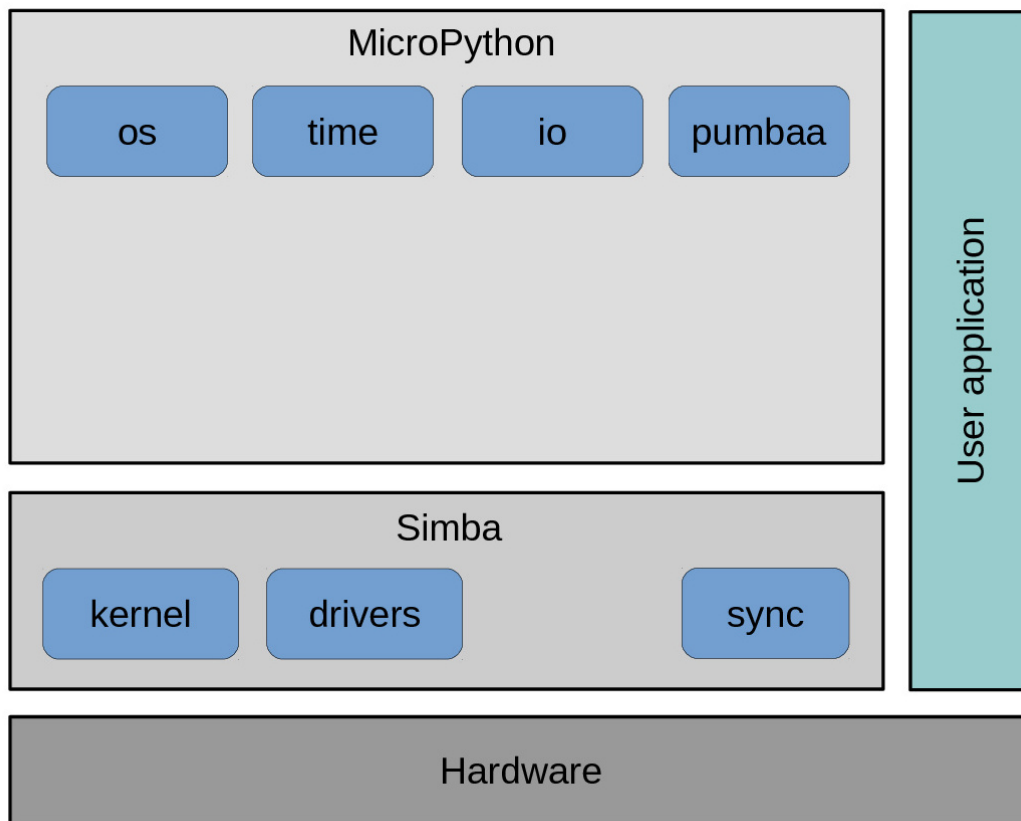 MicroPython
os
time
io
pumbaa
User application
Simba
kernel
drivers
sync
Hardware